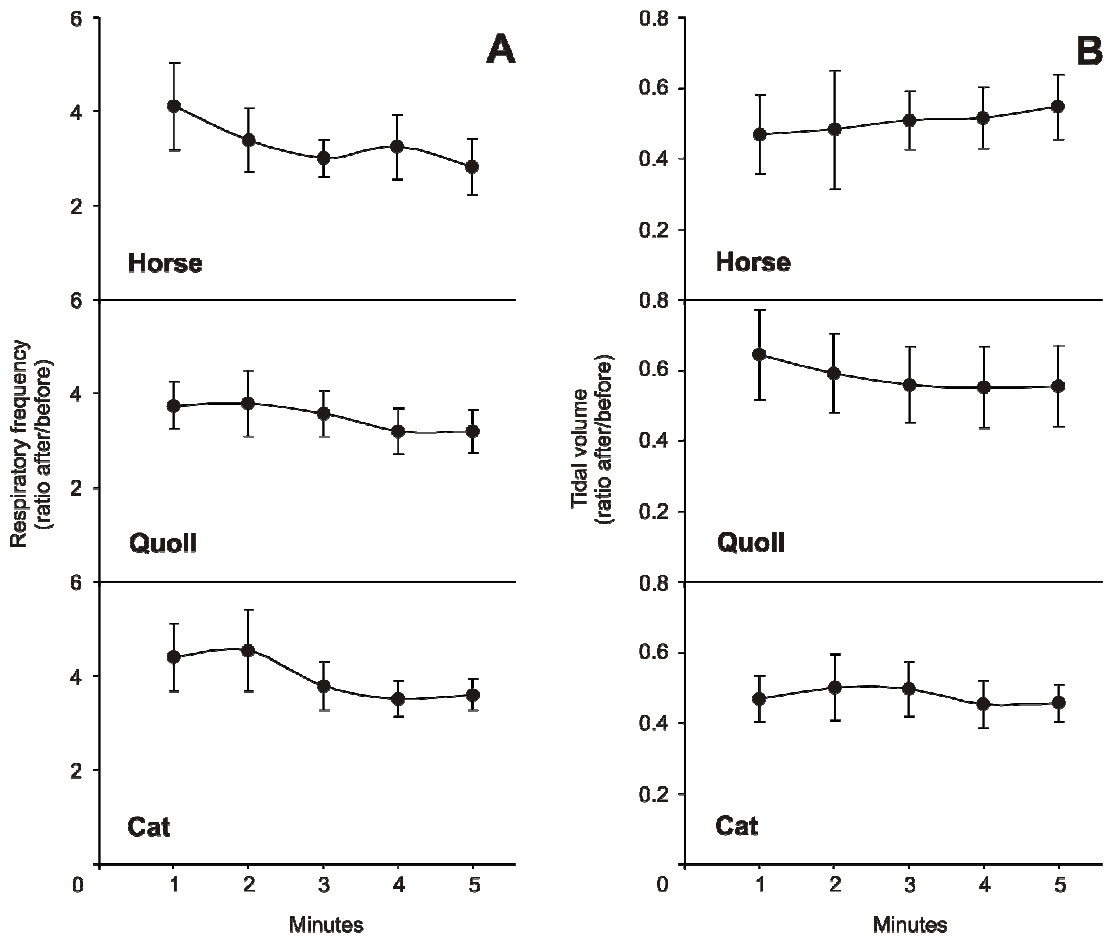 A
6
4
2
Horse
6
4
2
Quoll
6
4
2
Cat
0
1 2 3 4 5
Minutes
Respiratory frequency
(ratio after/before)
B
0.8
0.6
0.4
0.2
Horse
0.8
0.6
0.4
0.2
Quoll
0.8
0.6
0.4
0.2
Cat
0
1 2 3 4 5
Minutes
Tidal volume
(ratio after/before)